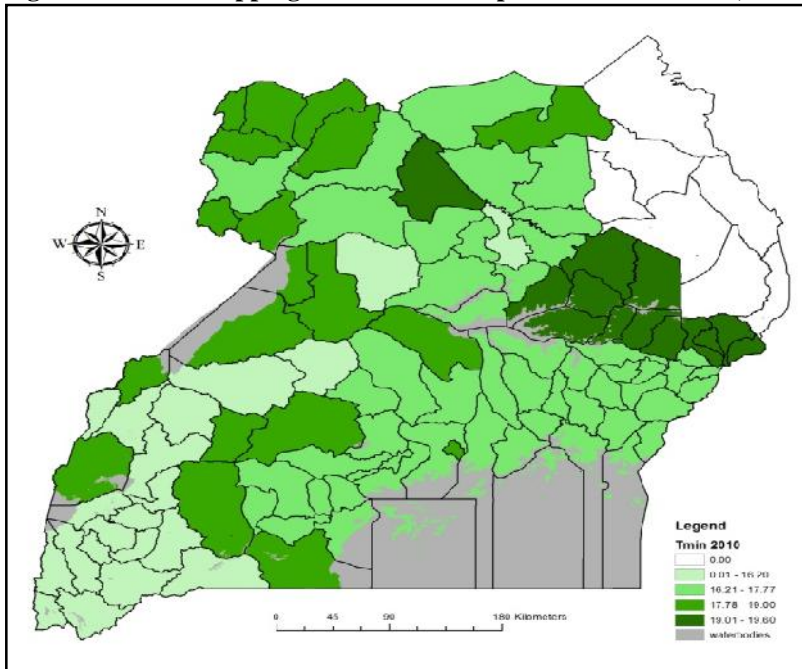 N
W E
S
Legend
Tmin 2010
0.00
0.01 - 16.20
16.21 - 17.77
17.78 - 19.00
19.01 - 19.60
waterbodies
0 45 90 180 Kilometers